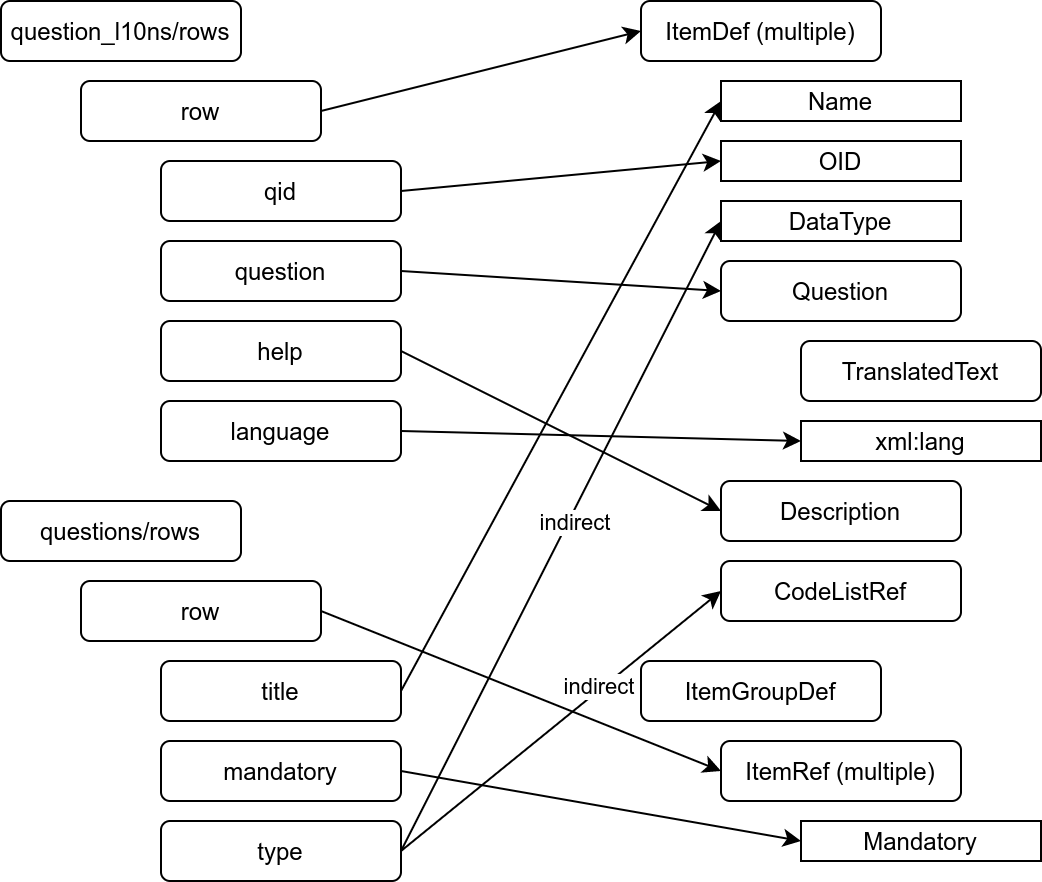 question_l10ns/rows
ItemDef (multiple)
row
Name
OID
qid
DataType
question
Question
help
TranslatedText
language
xml:lang
Description
questions/rows
indirect
row
CodeListRef
title
indirect
ItemGroupDef
mandatory
ItemRef (multiple)
type
Mandatory